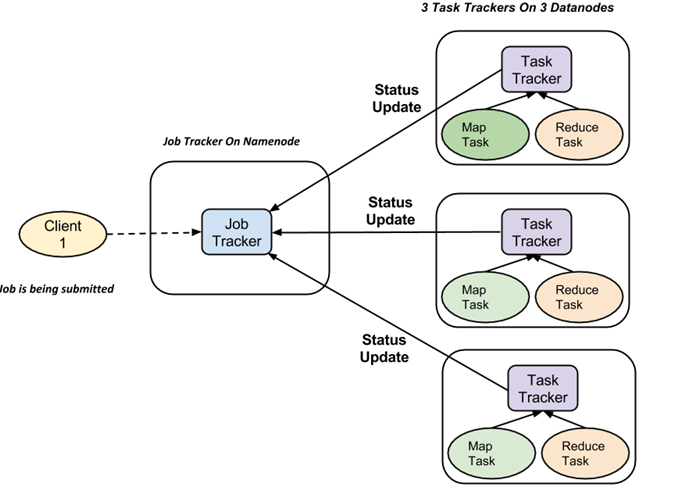 3 Task Trackers On 3 Datanodes
Task
Tracker
Status
Update
Map
Task
Reduce
Task
Job Tracker On Namenode
Status
Update
Task
Tracker
Client
1
Job
Tracker
Map
Task
Reduce
Task
Job is being submitted
Status
Update
Task
Tracker
Map
Task
Reduce
Task